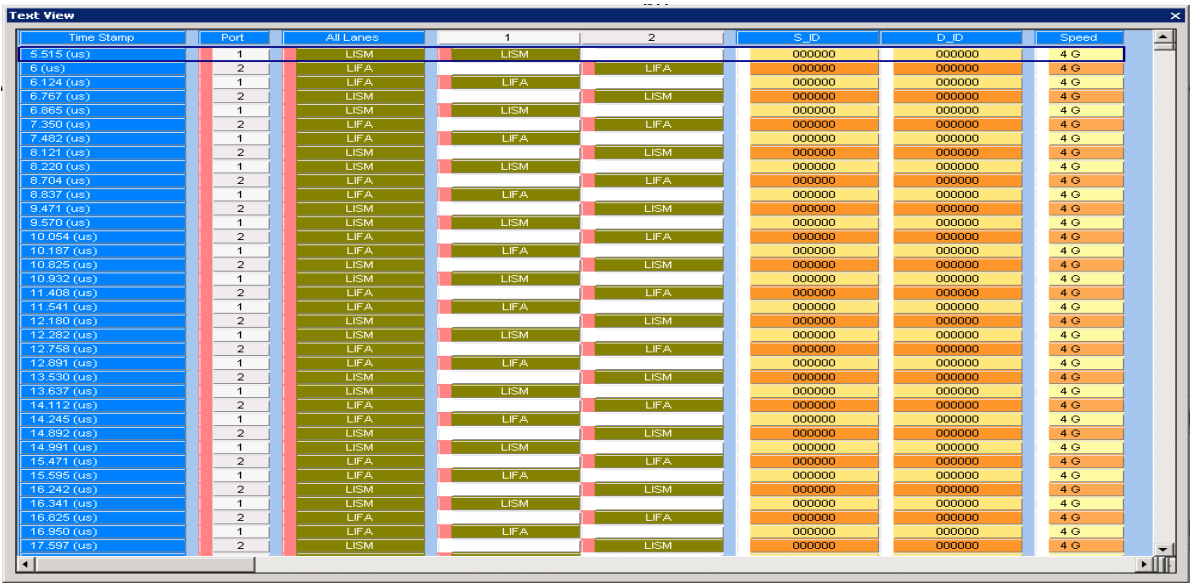 Text View
Time Stamp Port All Lanes 1 2 S_ID D_ID Speed
5.515 (us) 1 LISM LISM 000000 000000 4 G
6 (us) 2 LIFA LIFA 000000 000000 4 G
6.124 (us) 1 LIFA LIFA 000000 000000 4 G
6.767 (us) 2 LISM LISM 000000 000000 4 G
6.865 (us) 1 LISM LISM 000000 000000 4 G
7.350 (us) 2 LIFA LIFA 000000 000000 4 G
7.482 (us) 1 LIFA LIFA 000000 000000 4 G
8.121 (us) 2 LISM LISM 000000 000000 4 G
8.220 (us) 1 LISM LISM 000000 000000 4 G
8.704 (us) 2 LIFA LIFA 000000 000000 4 G
8.837 (us) 1 LIFA LIFA 000000 000000 4 G
9.471 (us) 2 LISM LISM 000000 000000 4 G
9.570 (us) 1 LISM LISM 000000 000000 4 G
10.054 (us) 2 LIFA LIFA 000000 000000 4 G
10.187 (us) 1 LIFA LIFA 000000 000000 4 G
10.825 (us) 2 LISM LISM 000000 000000 4 G
10.932 (us) 1 LISM LISM 000000 000000 4 G
11.408 (us) 2 LIFA LIFA 000000 000000 4 G
11.541 (us) 1 LIFA LIFA 000000 000000 4 G
12.180 (us) 2 LISM LISM 000000 000000 4 G
12.282 (us) 1 LISM LISM 000000 000000 4 G
12.758 (us) 2 LIFA LIFA 000000 000000 4 G
12.891 (us) 1 LIFA LIFA 000000 000000 4 G
13.530 (us) 2 LISM LISM 000000 000000 4 G
13.637 (us) 1 LISM LISM 000000 000000 4 G
14.112 (us) 2 LIFA LIFA 000000 000000 4 G
14.245 (us) 1 LIFA LIFA 000000 000000 4 G
14.892 (us) 2 LISM LISM 000000 000000 4 G
14.991 (us) 1 LISM LISM 000000 000000 4 G
15.471 (us) 2 LIFA LIFA 000000 000000 4 G
15.595 (us) 1 LIFA LIFA 000000 000000 4 G
16.242 (us) 2 LISM LISM 000000 000000 4 G
16.341 (us) 1 LISM LISM 000000 000000 4 G
16.825 (us) 2 LIFA LIFA 000000 000000 4 G
16.950 (us) 1 LIFA LIFA 000000 000000 4 G
17.597 (us) 2 LISM LISM 000000 000000 4 G